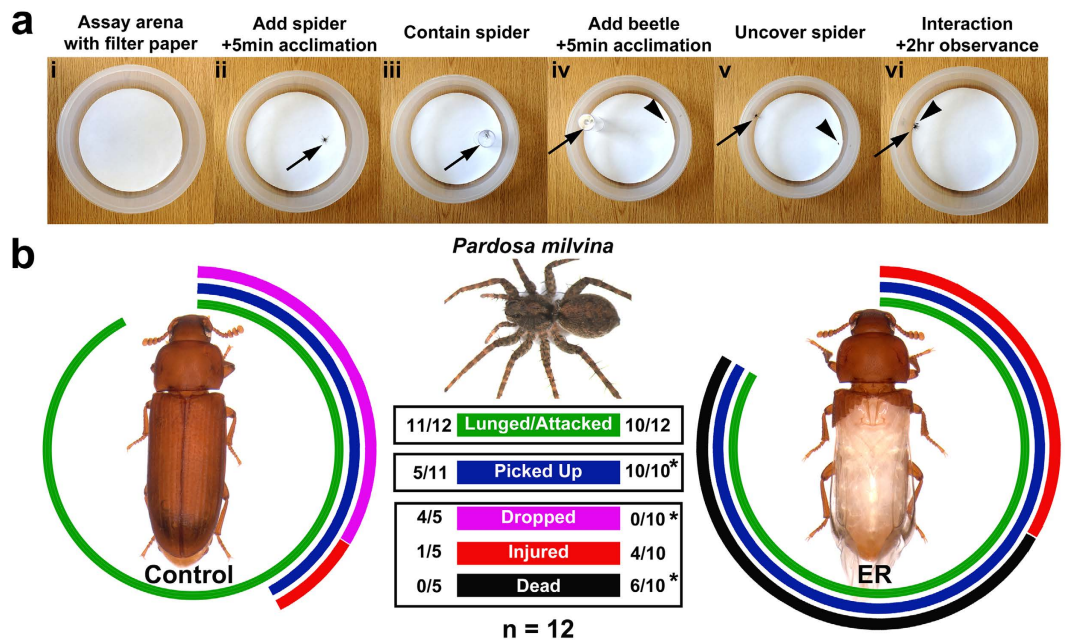 a
Assay arena
with filter paper
Add spider
+5min acclimation
Contain spider
Add beetle
+5min acclimation
Uncover spider
Interaction
+2hr observance
i
ii
iii
iv
v
vi
b
Pardosa milvina
11/12 Lunged/Attacked 10/12
5/11 Picked Up 10/10*
4/5 Dropped 0/10 *
1/5 Injured 4/10
0/5 Dead 6/10*
Control
ER
n = 12